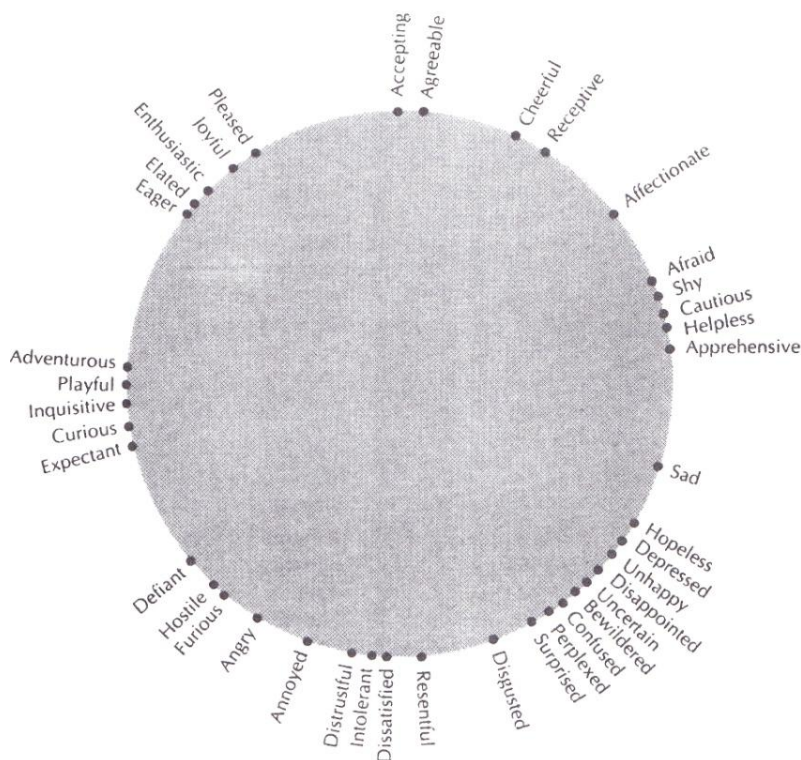 Accepting
Agreeable
Cheerful
Receptive
Affectionate
Afraid
Shy
Cautious
Helpless
Apprehensive
Sad
Hopeless
Depressed
Unhappy
Disappointed
Uncertain
Bewildered
Confused
Perplexed
Surprised
Disgusted
Resentful
Dissatisfied
Intolerant
Distrustful
Annoyed
Angry
Furious
Hostile
Defiant
Expectant
Curious
Inquisitive
Playful
Adventurous
Eager
Elated
Enthusiastic
Joyful
Pleased